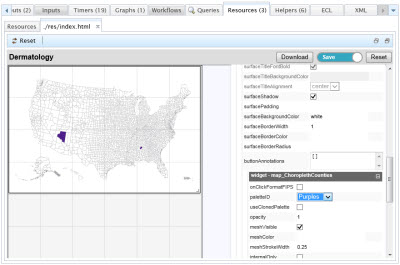 uts (2)
Inputs
Timers (19)
Graphs (1)
Workflows
Queries
Resources (3)
Helpers (6)
ECL
XML
Resources
./res/index.html
Reset
Dermatology
Download
Save
Reset
surfaceTitleFontBold
surfaceTitleBackgroundColor
surfaceTitleAlignment center
surfaceShadow
surfacePadding
surfaceBackgroundColor white
surfaceBorderWidth 1
surfaceBorderColor
surfaceBorderRadius
buttonAnnotations []
widget - map_ChoroplethCounties
onClickFormatFIPS
paletteID Purples
useClonedPalette
opacity 1
meshVisible
meshColor
meshStrokeWidth 0.25
internalOnly